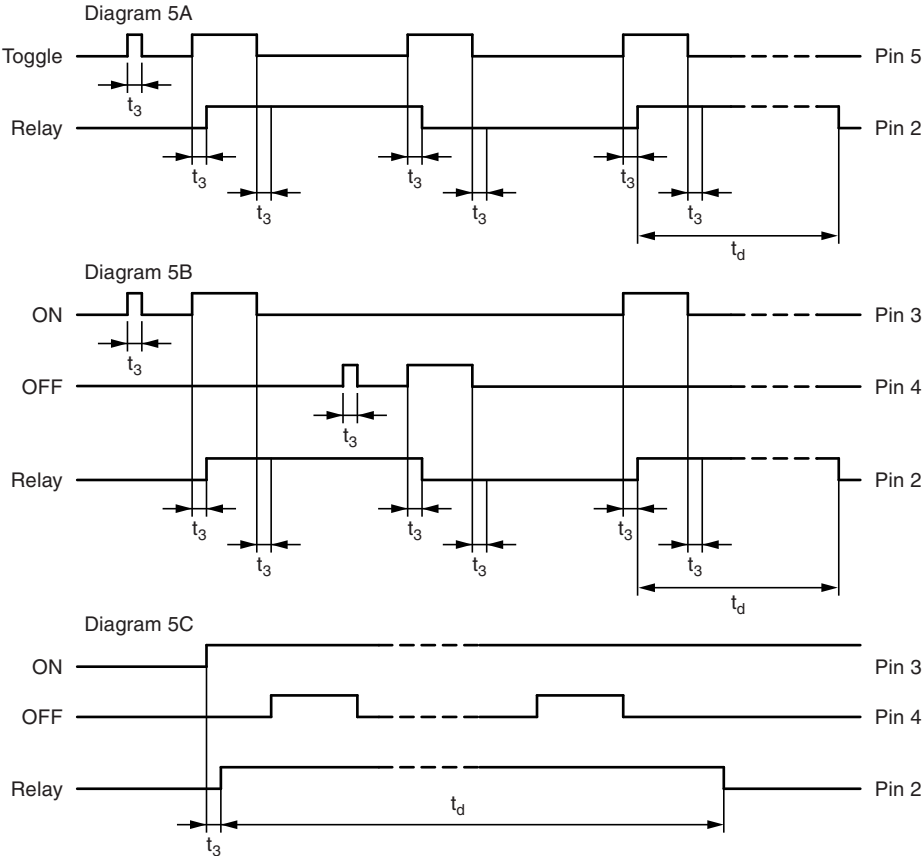 Diagram 5A
Toggle Pin 5
t3
Relay Pin 2
t3 t3 t3
t3 t3 t3
td
Diagram 5B
ON Pin 3
t3
OFF Pin 4
t3
Relay Pin 2
t3 t3 t3
t3 t3 t3
td
Diagram 5C
ON Pin 3
OFF Pin 4
Relay Pin 2
td
t3